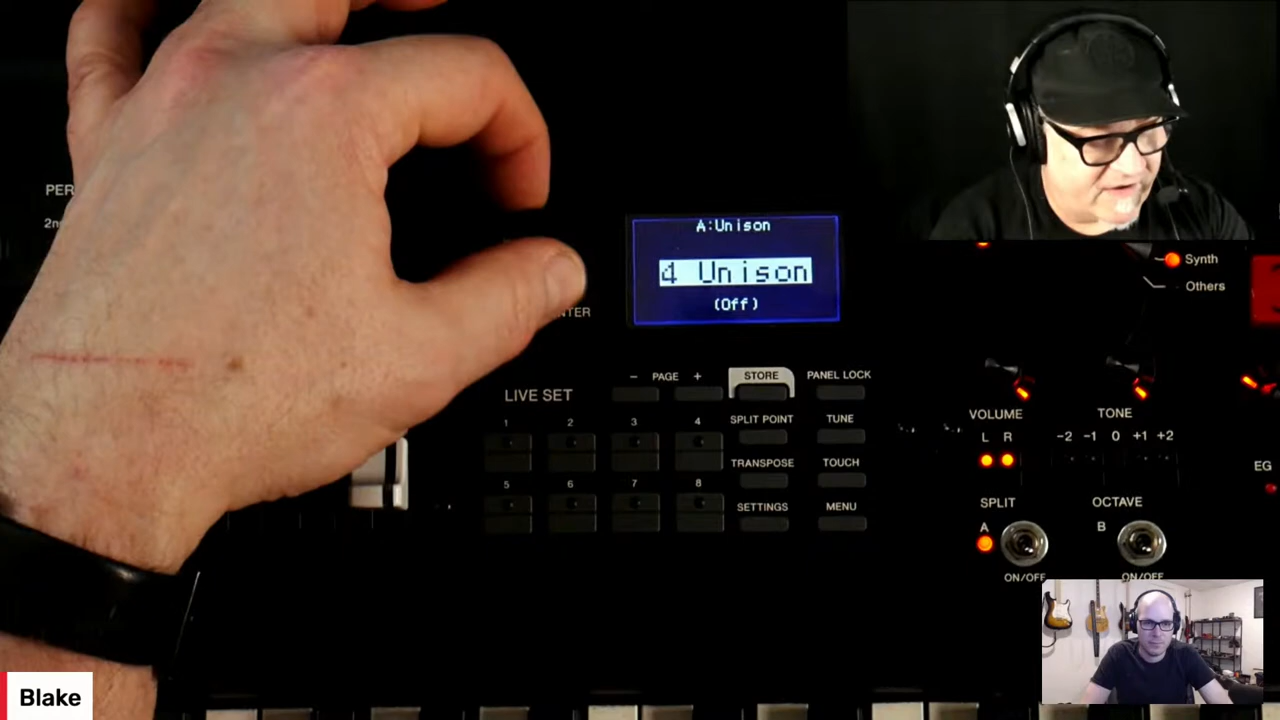 PER
2n
A:Unison
4 Unison
(Off)
NTER
Synth
Others
LIVE SET
− PAGE +
STORE
PANEL LOCK
1 2 3 4
SPLIT POINT
TUNE
TRANSPOSE
TOUCH
5 6 7 8
SETTINGS
MENU
VOLUME
L R
TONE
−2 −1 0 +1 +2
EG
SPLIT
A
ON/OFF
OCTAVE
B
ON/OFF
Blake